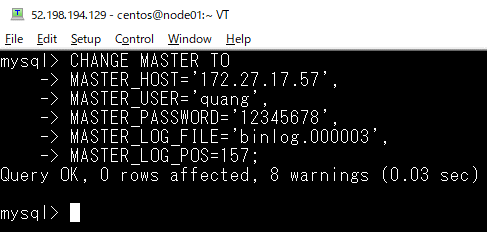 52.198.194.129 - centos@node01:~ VT
File Edit Setup Control Window Help
mysql> CHANGE MASTER TO
    -> MASTER_HOST='172.27.17.57',
    -> MASTER_USER='quang',
    -> MASTER_PASSWORD='12345678',
    -> MASTER_LOG_FILE='binlog.000003',
    -> MASTER_LOG_POS=157;
Query OK, 0 rows affected, 8 warnings (0.03 sec)
mysql>